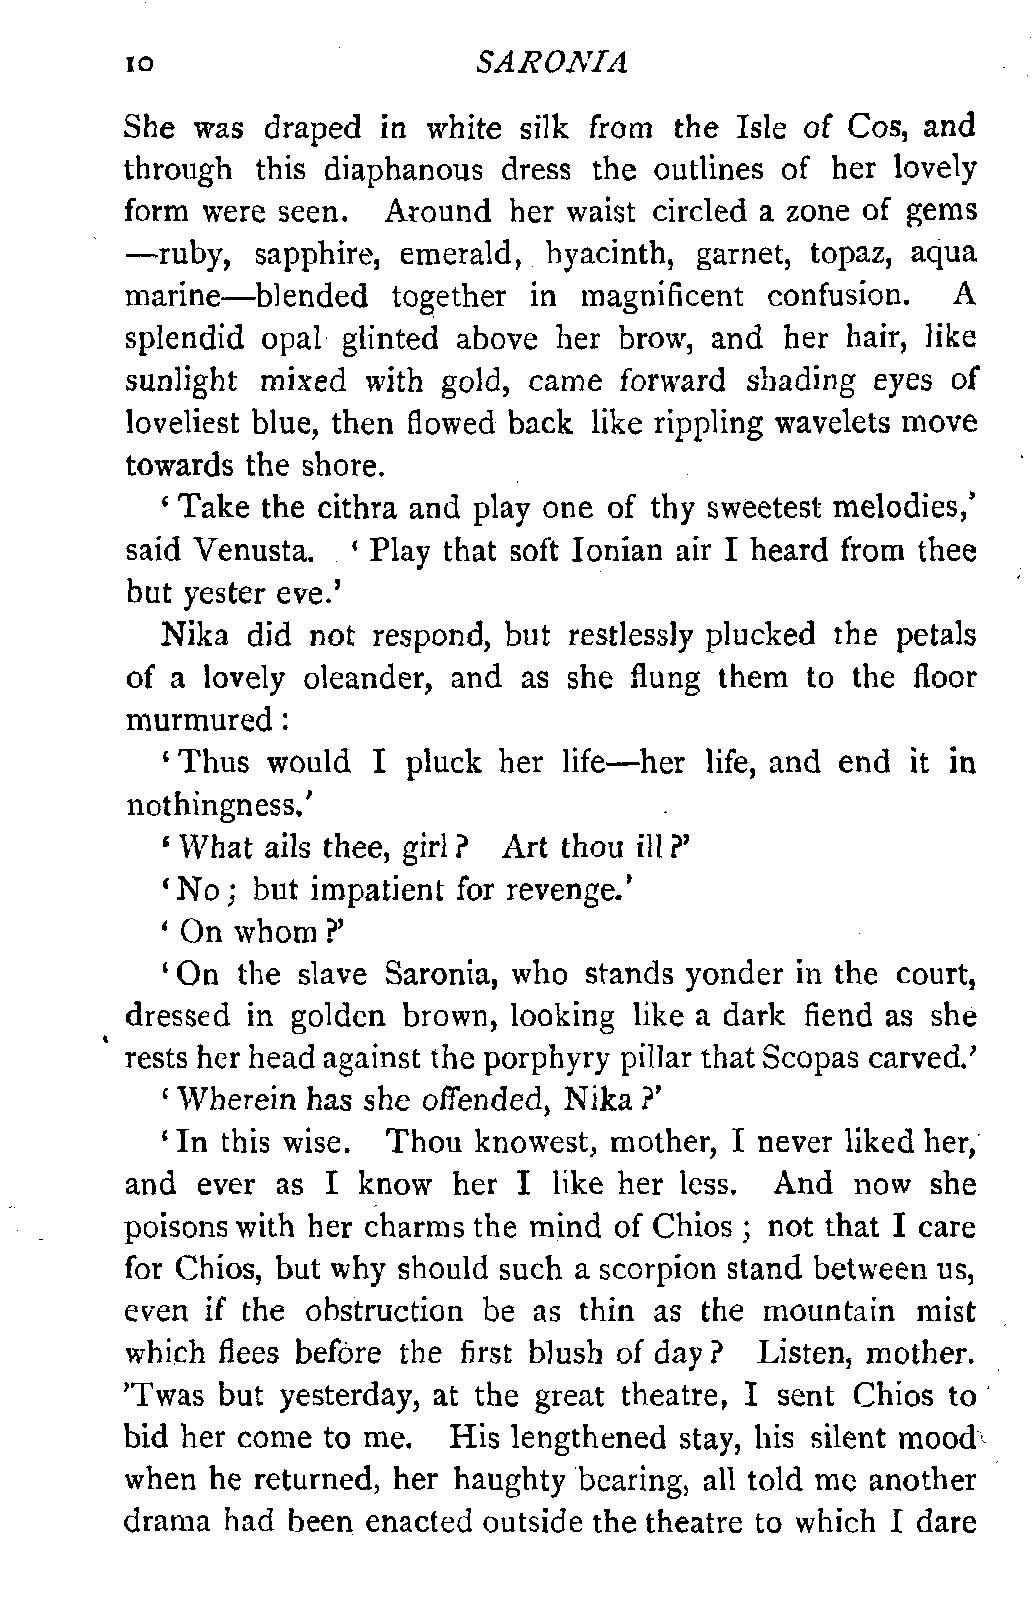 10 SARONIA
She was draped in white silk from the Isle of Cos, and
through this diaphanous dress the outlines of her lovely
form were seen. Around her waist circled a zone of gems
—ruby, sapphire, emerald, hyacinth, garnet, topaz, aqua
marine—blended together in magnificent confusion. A
splendid opal glinted above her brow, and her hair, like
sunlight mixed with gold, came forward shading eyes of
loveliest blue, then flowed back like rippling wavelets move
towards the shore.
‘Take the cithra and play one of thy sweetest melodies,’
said Venusta. ‘Play that soft Ionian air I heard from thee
but yester eve.’
Nika did not respond, but restlessly plucked the petals
of a lovely oleander, and as she flung them to the floor
murmured :
‘Thus would I pluck her life—her life, and end it in
nothingness.’
‘What ails thee, girl? Art thou ill?’
‘No; but impatient for revenge.’
‘On whom?’
‘On the slave Saronia, who stands yonder in the court,
dressed in golden brown, looking like a dark fiend as she
rests her head against the porphyry pillar that Scopas carved.’
‘Wherein has she offended, Nika?’
‘In this wise. Thou knowest, mother, I never liked her,
and ever as I know her I like her less. And now she
poisons with her charms the mind of Chios; not that I care
for Chios, but why should such a scorpion stand between us,
even if the obstruction be as thin as the mountain mist
which flees before the first blush of day? Listen, mother.
’Twas but yesterday, at the great theatre, I sent Chios to
bid her come to me. His lengthened stay, his silent mood
when he returned, her haughty bearing, all told me another
drama had been enacted outside the theatre to which I dare